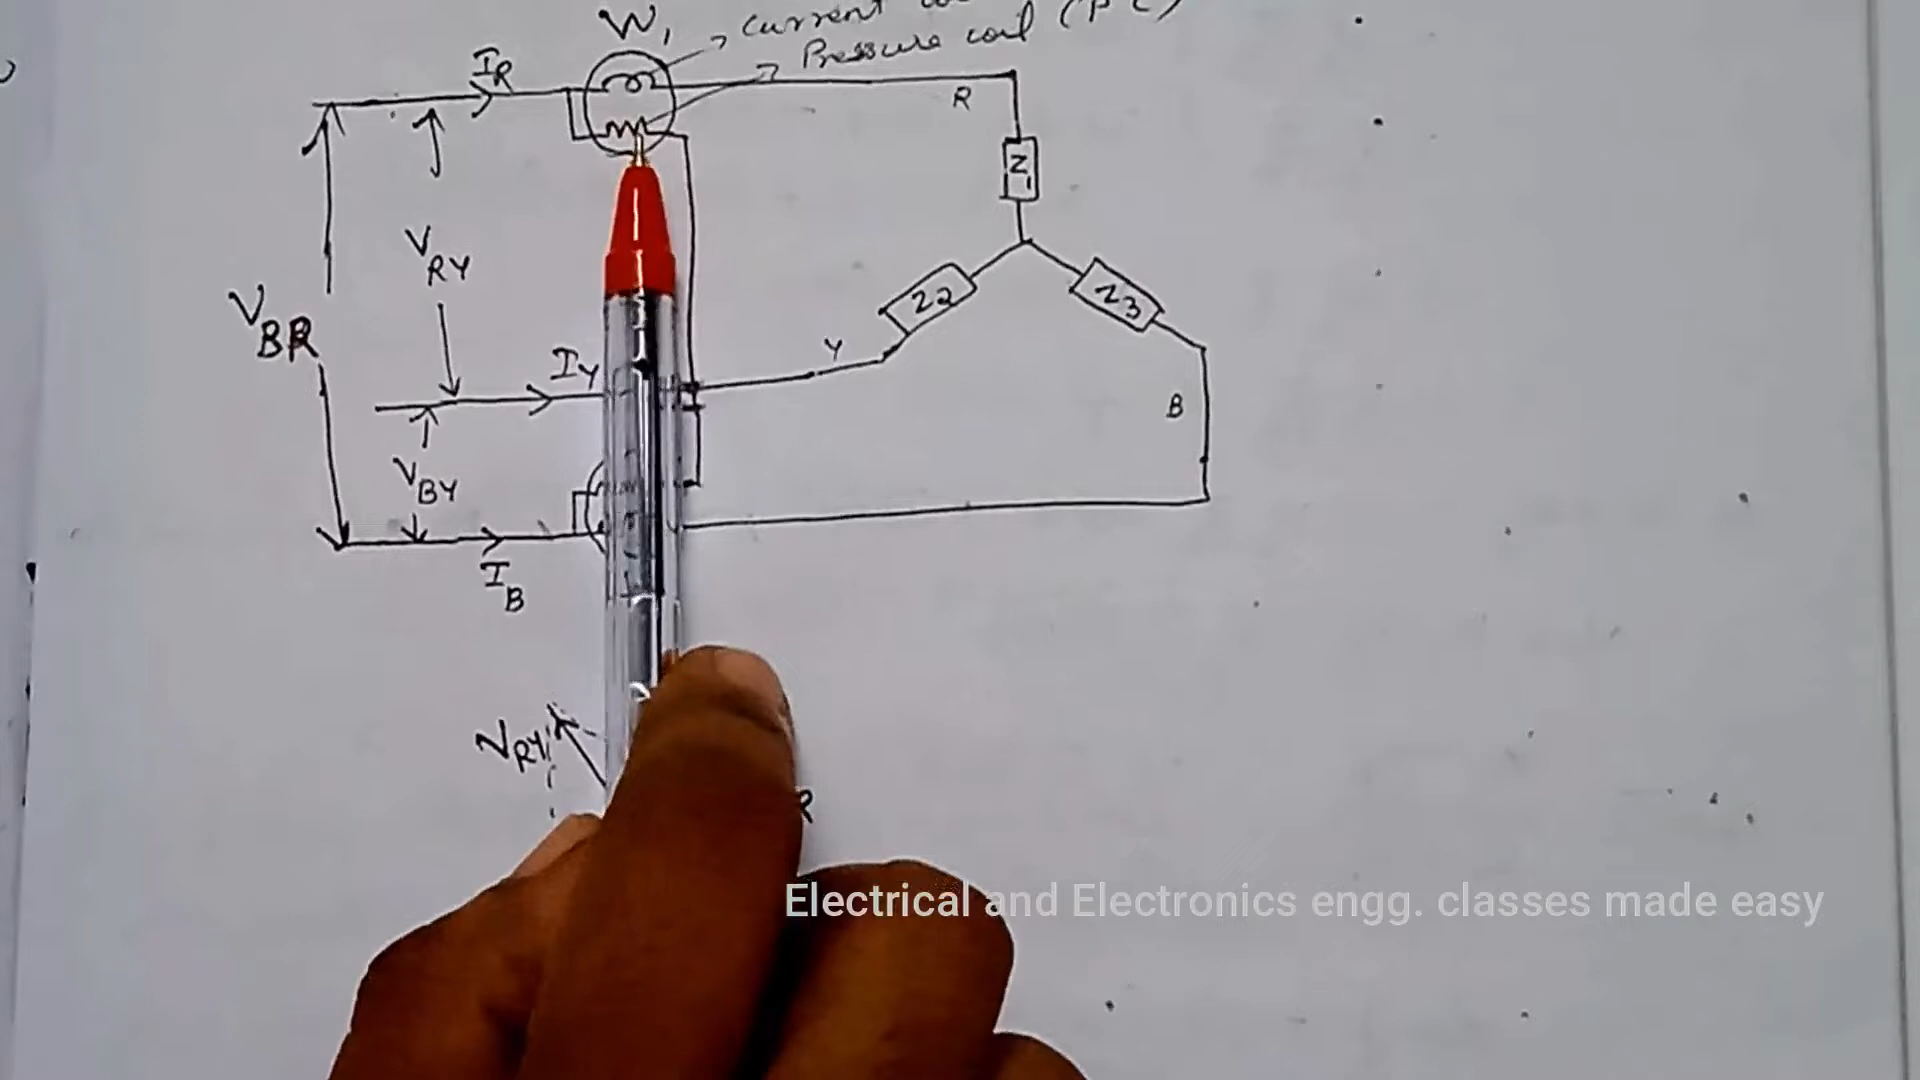 W1
Current
Pressure coil (PC)
IR
R
Z1
VRY
Z2
Z3
VBR
IY
Y
B
VBY
IB
VRY
R
Electrical and Electronics engg. classes made easy